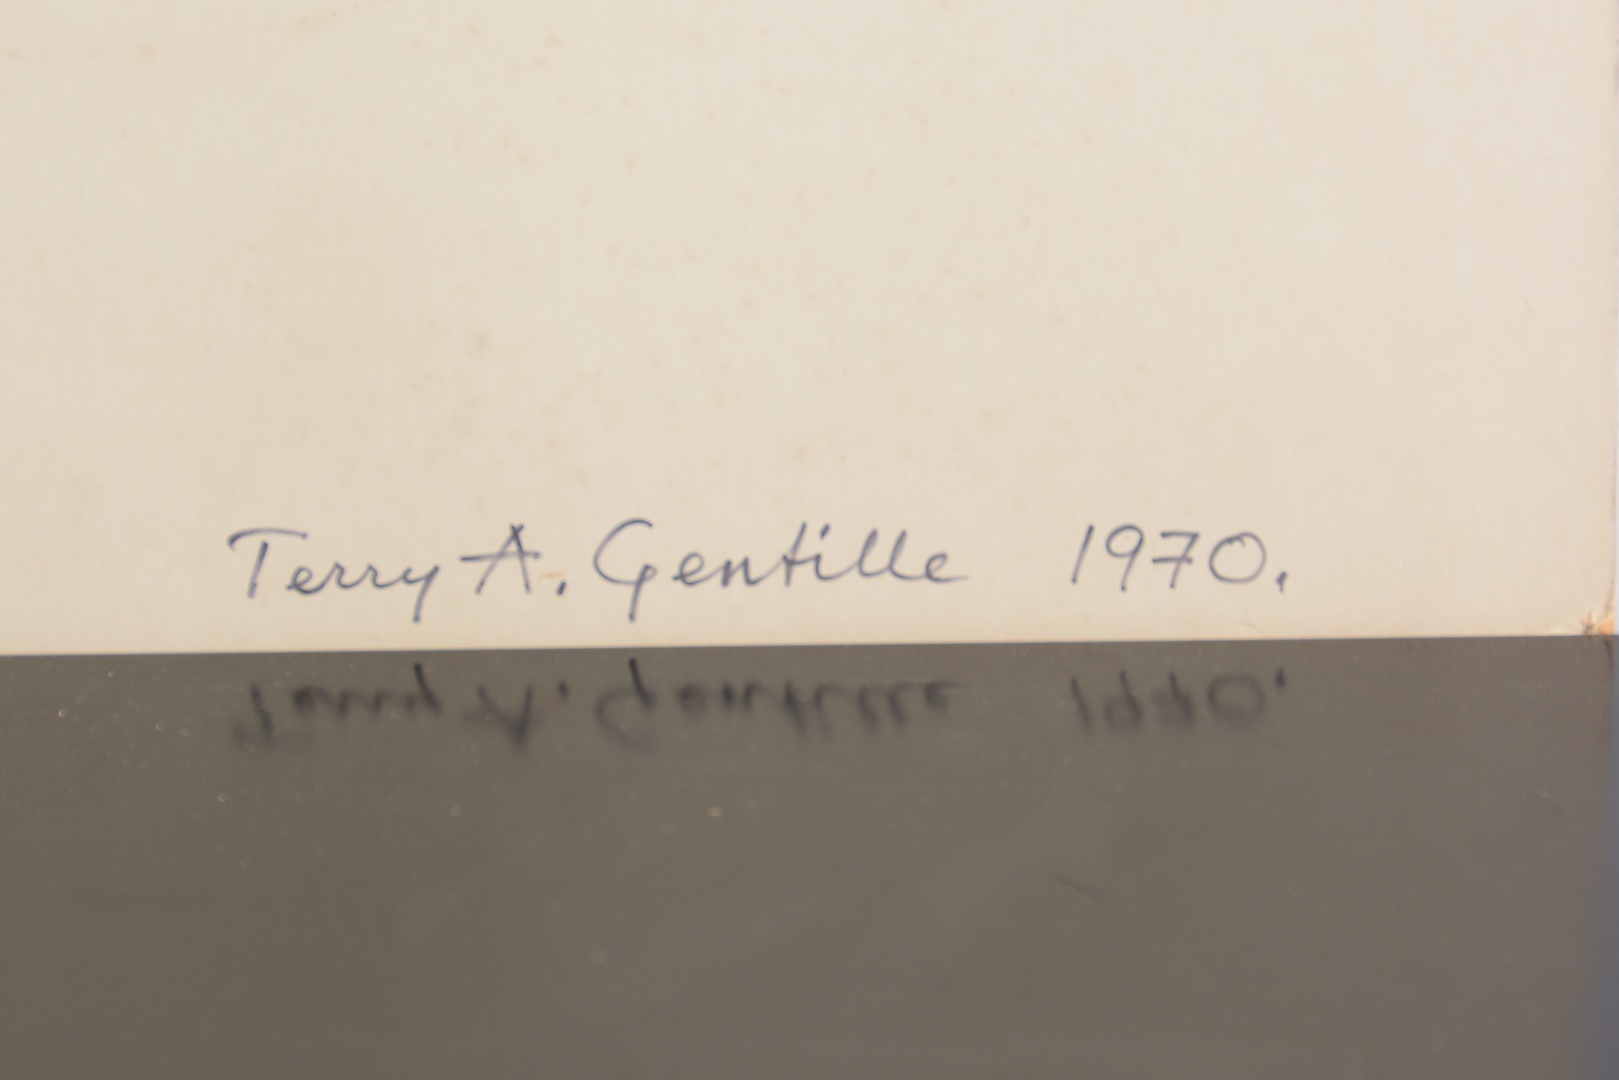 Terry A. Gentille 1970.